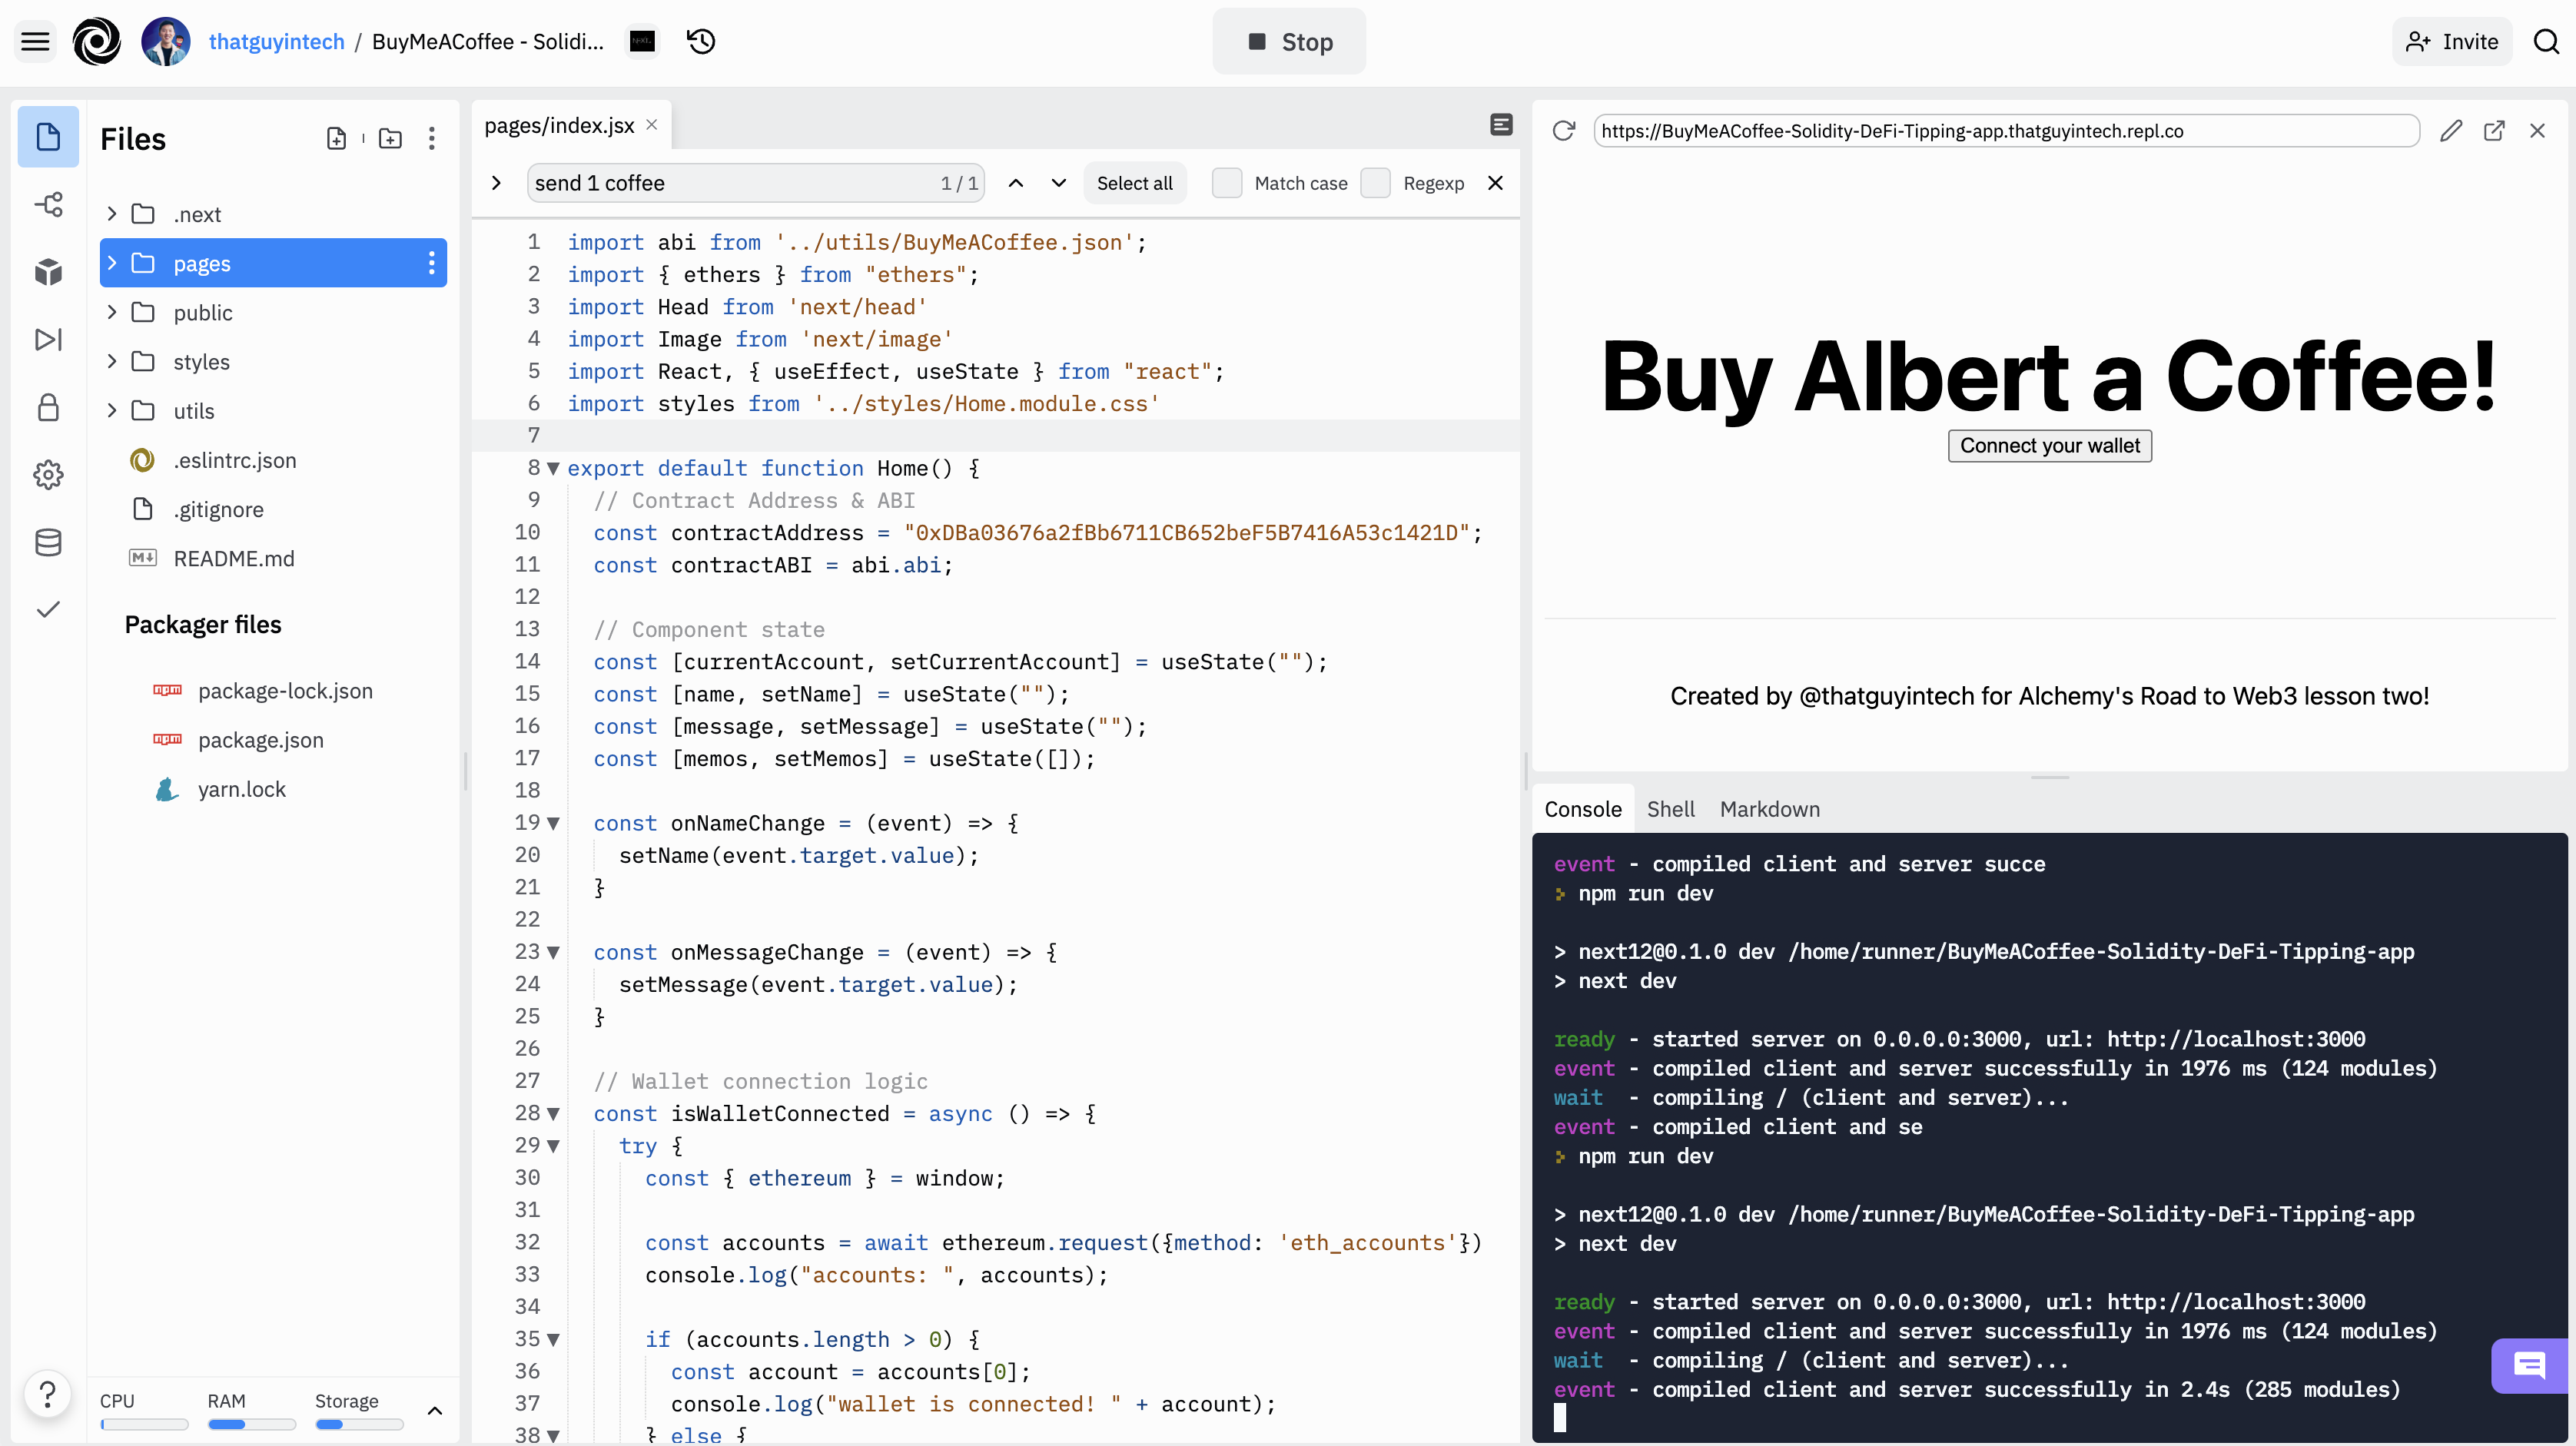 thatguyintech / BuyMeACoffee - Solidi...
Stop
Invite
Files
.next
pages
public
styles
utils
.eslintrc.json
.gitignore
README.md
Packager files
package-lock.json
package.json
yarn.lock
CPU RAM Storage
pages/index.jsx
send 1 coffee 1 / 1 Select all Match case Regexp
1 import abi from '../utils/BuyMeACoffee.json';
2 import { ethers } from "ethers";
3 import Head from 'next/head'
4 import Image from 'next/image'
5 import React, { useEffect, useState } from "react";
6 import styles from '../styles/Home.module.css'
7
8 export default function Home() {
9 // Contract Address & ABI
10 const contractAddress = "0xDBa03676a2fBb6711CB652beF5B7416A53c1421D";
11 const contractABI = abi.abi;
12
13 // Component state
14 const [currentAccount, setCurrentAccount] = useState("");
15 const [name, setName] = useState("");
16 const [message, setMessage] = useState("");
17 const [memos, setMemos] = useState([]);
18
19 const onNameChange = (event) => {
20 setName(event.target.value);
21 }
22
23 const onMessageChange = (event) => {
24 setMessage(event.target.value);
25 }
26
27 // Wallet connection logic
28 const isWalletConnected = async () => {
29 try {
30 const { ethereum } = window;
31
32 const accounts = await ethereum.request({method: 'eth_accounts'})
33 console.log("accounts: ", accounts);
34
35 if (accounts.length > 0) {
36 const account = accounts[0];
37 console.log("wallet is connected! " + account);
38 } else {
https://BuyMeACoffee-Solidity-DeFi-Tipping-app.thatguyintech.repl.co
Buy Albert a Coffee!
Connect your wallet
Created by @thatguyintech for Alchemy's Road to Web3 lesson two!
Console Shell Markdown
event - compiled client and server succe
npm run dev
> next12@0.1.0 dev /home/runner/BuyMeACoffee-Solidity-DeFi-Tipping-app
> next dev
ready - started server on 0.0.0.0:3000, url: http://localhost:3000
event - compiled client and server successfully in 1976 ms (124 modules)
wait - compiling / (client and server)...
event - compiled client and se
npm run dev
> next12@0.1.0 dev /home/runner/BuyMeACoffee-Solidity-DeFi-Tipping-app
> next dev
ready - started server on 0.0.0.0:3000, url: http://localhost:3000
event - compiled client and server successfully in 1976 ms (124 modules)
wait - compiling / (client and server)...
event - compiled client and server successfully in 2.4s (285 modules)